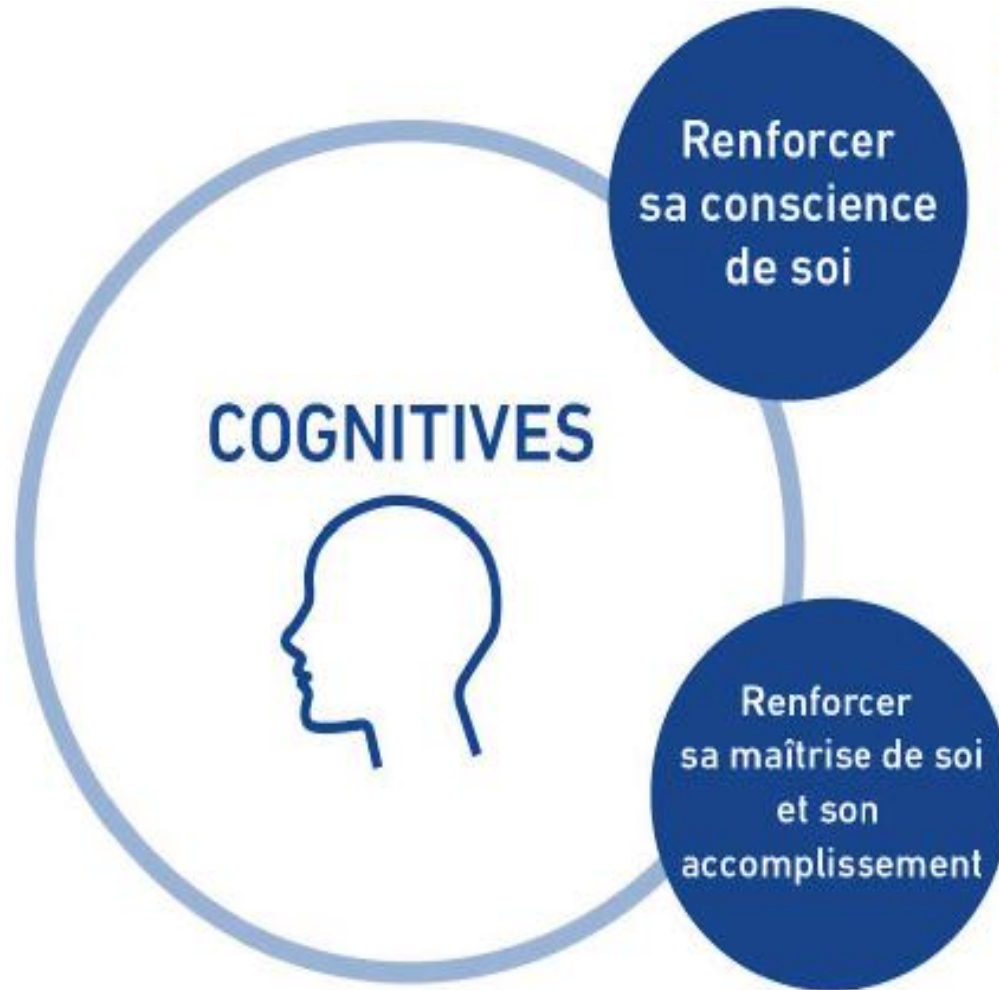 Renforcer
sa conscience
de soi
COGNITIVES
Renforcer
sa maîtrise de soi
et son
accomplissement